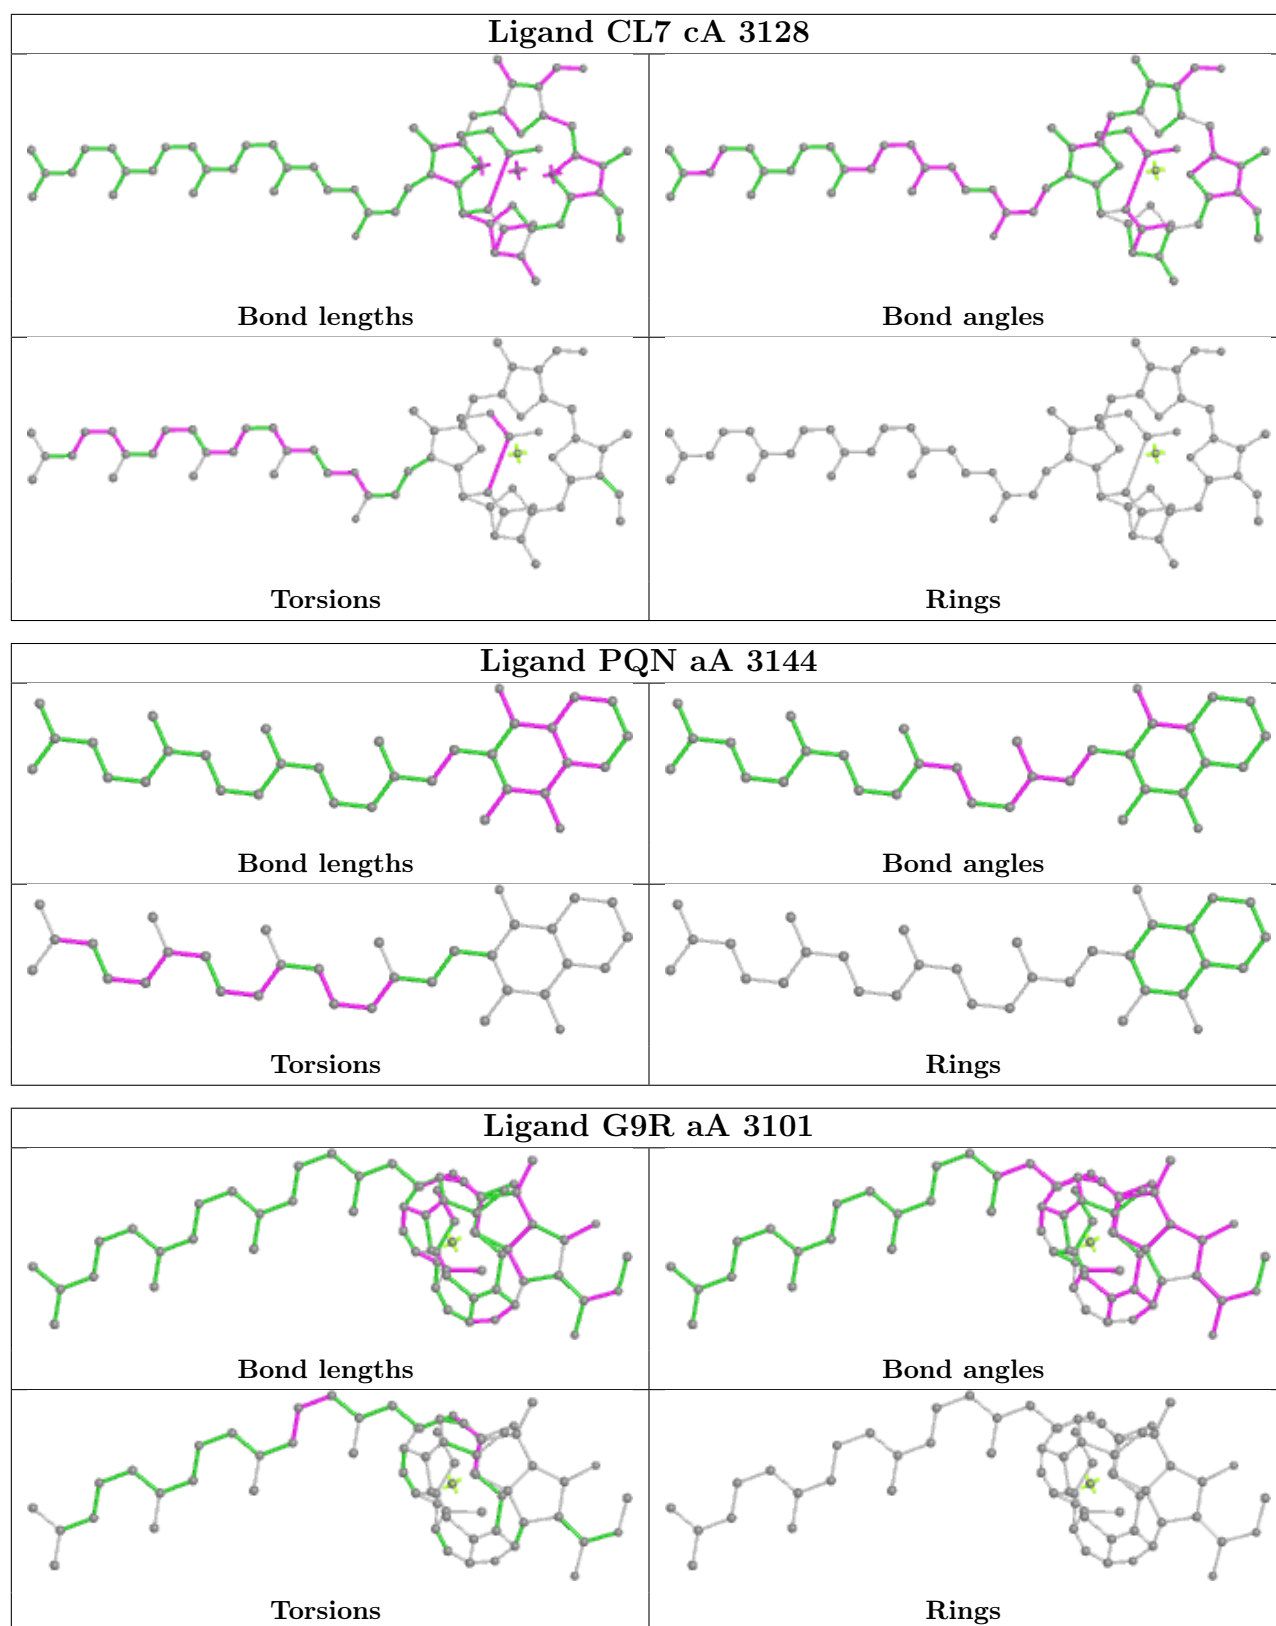 Ligand CL7 cA 3128
Bond lengths
Bond angles
Torsions
Rings
Ligand PQN aA 3144
Bond lengths
Bond angles
Torsions
Rings
Ligand G9R aA 3101
Bond lengths
Bond angles
Torsions
Rings